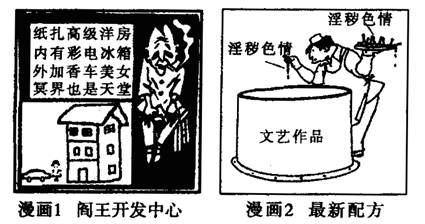 纸扎高级洋房
内有彩电冰箱
外加香车美女
冥界也是天堂
漫画1 阎王开发中心
淫秽色情
淫秽色情
文艺作品
漫画2 最新配方